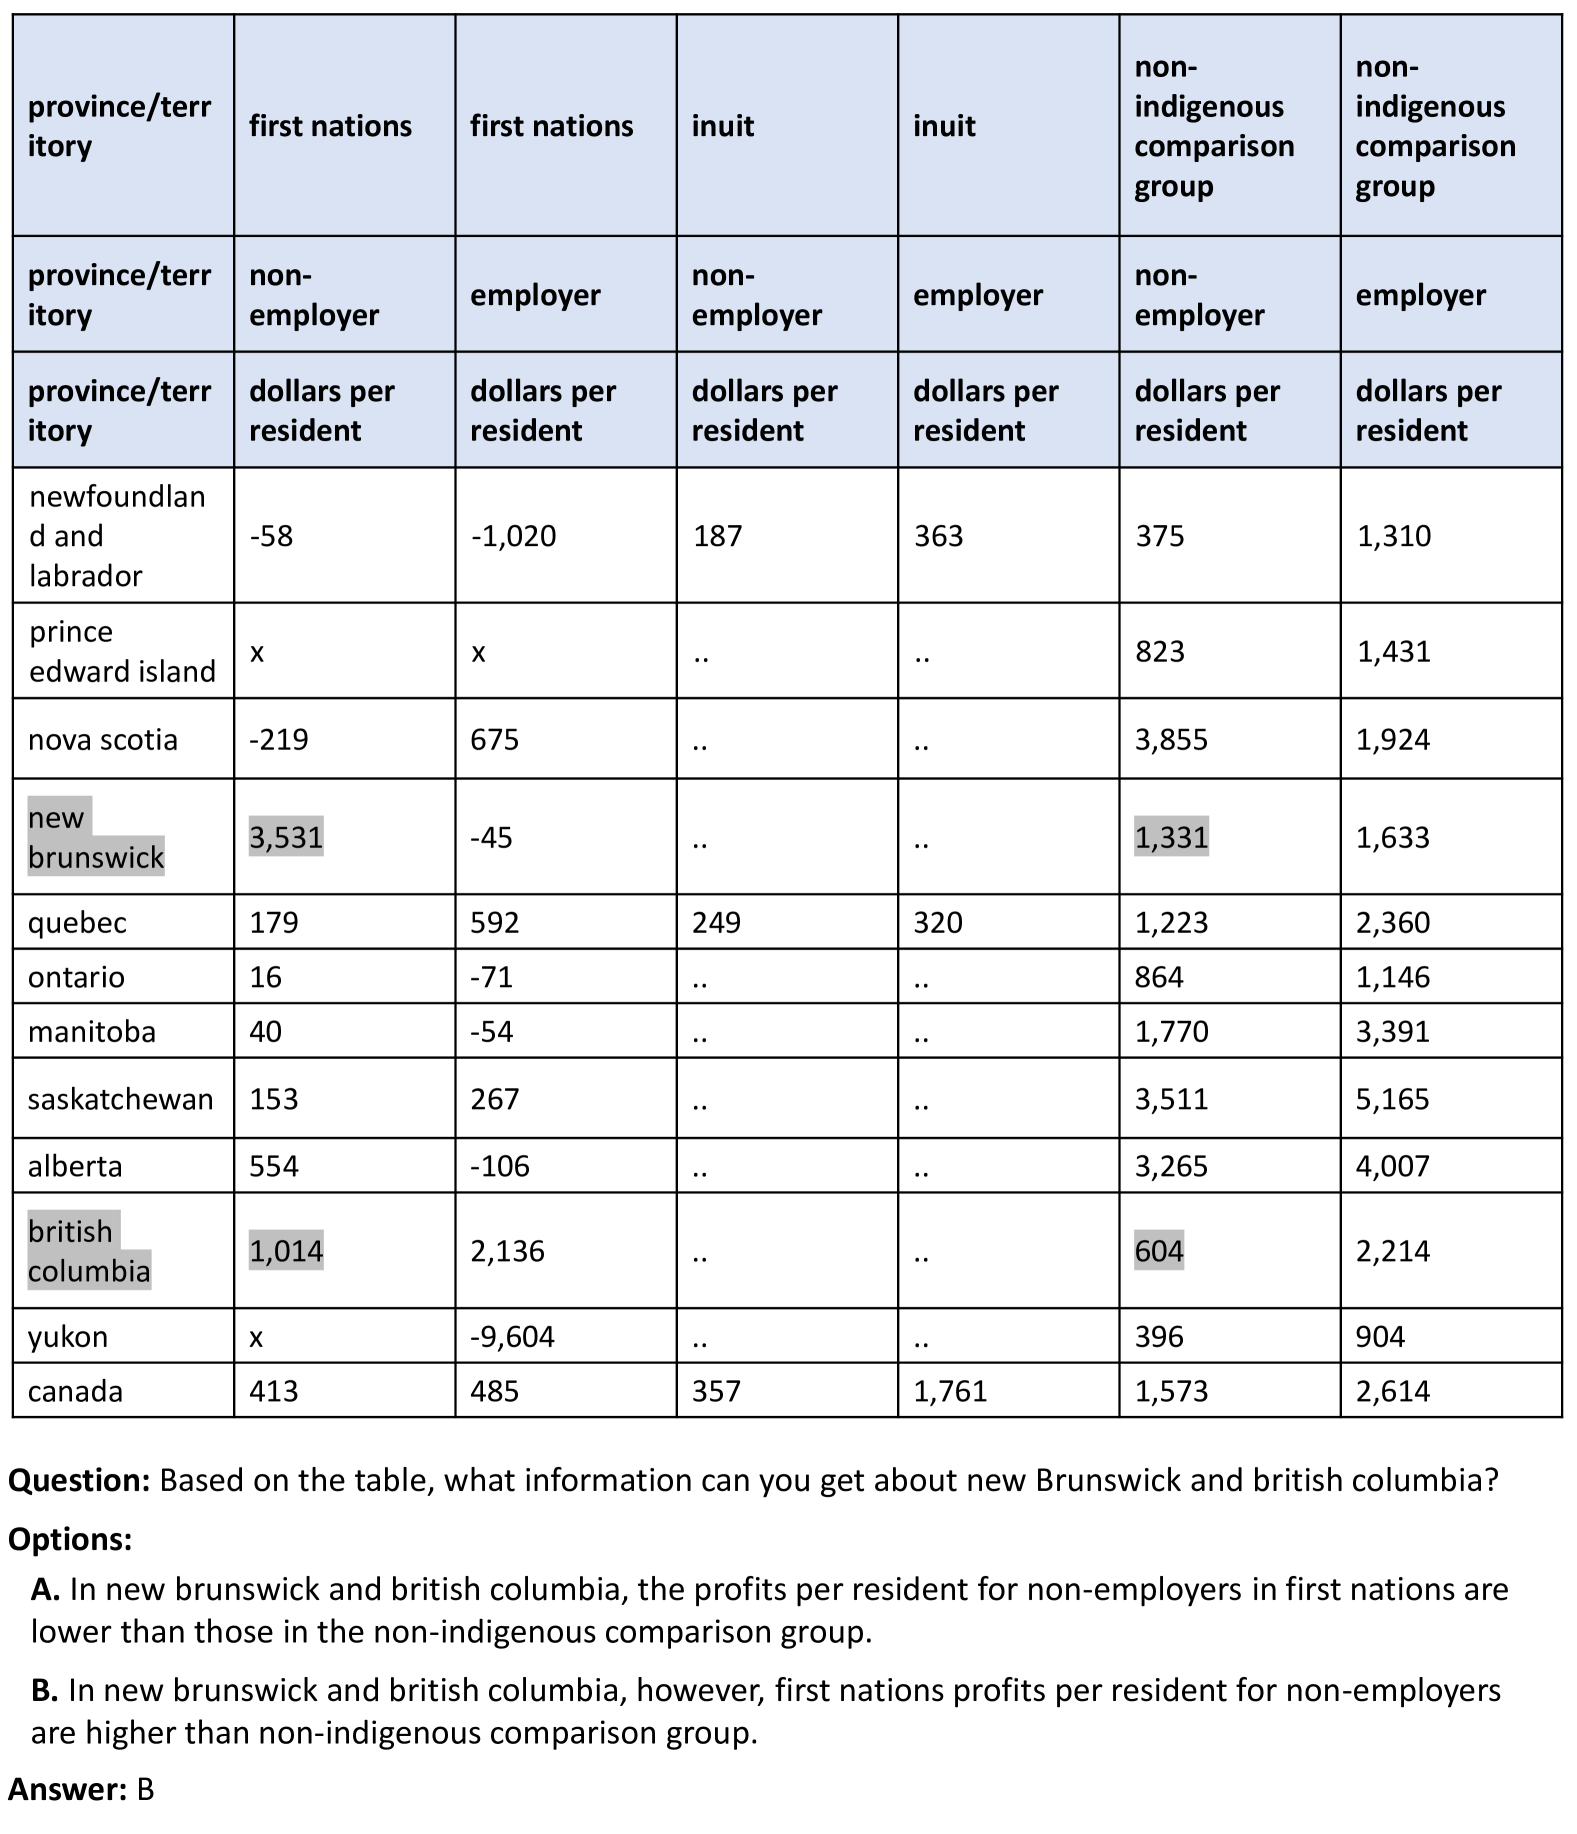 province/terr
itory
first nations
first nations
inuit
inuit
non-
indigenous
comparison
group
non-
indigenous
comparison
group
province/terr
itory
non-
employer
employer
non-
employer
employer
non-
employer
employer
province/terr
itory
dollars per
resident
dollars per
resident
dollars per
resident
dollars per
resident
dollars per
resident
dollars per
resident
newfoundlan
d and
labrador
-58
-1,020
187
363
375
1,310
prince
edward island
x
x
..
..
823
1,431
nova scotia
-219
675
..
..
3,855
1,924
new
brunswick
3,531
-45
..
..
1,331
1,633
quebec
179
592
249
320
1,223
2,360
ontario
16
-71
..
..
864
1,146
manitoba
40
-54
..
..
1,770
3,391
saskatchewan
153
267
..
..
3,511
5,165
alberta
554
-106
..
..
3,265
4,007
british
columbia
1,014
2,136
..
..
604
2,214
yukon
x
-9,604
..
..
396
904
canada
413
485
357
1,761
1,573
2,614
Question: Based on the table, what information can you get about new Brunswick and british columbia?
Options:
A. In new brunswick and british columbia, the profits per resident for non-employers in first nations are
lower than those in the non-indigenous comparison group.
B. In new brunswick and british columbia, however, first nations profits per resident for non-employers
are higher than non-indigenous comparison group.
Answer: B